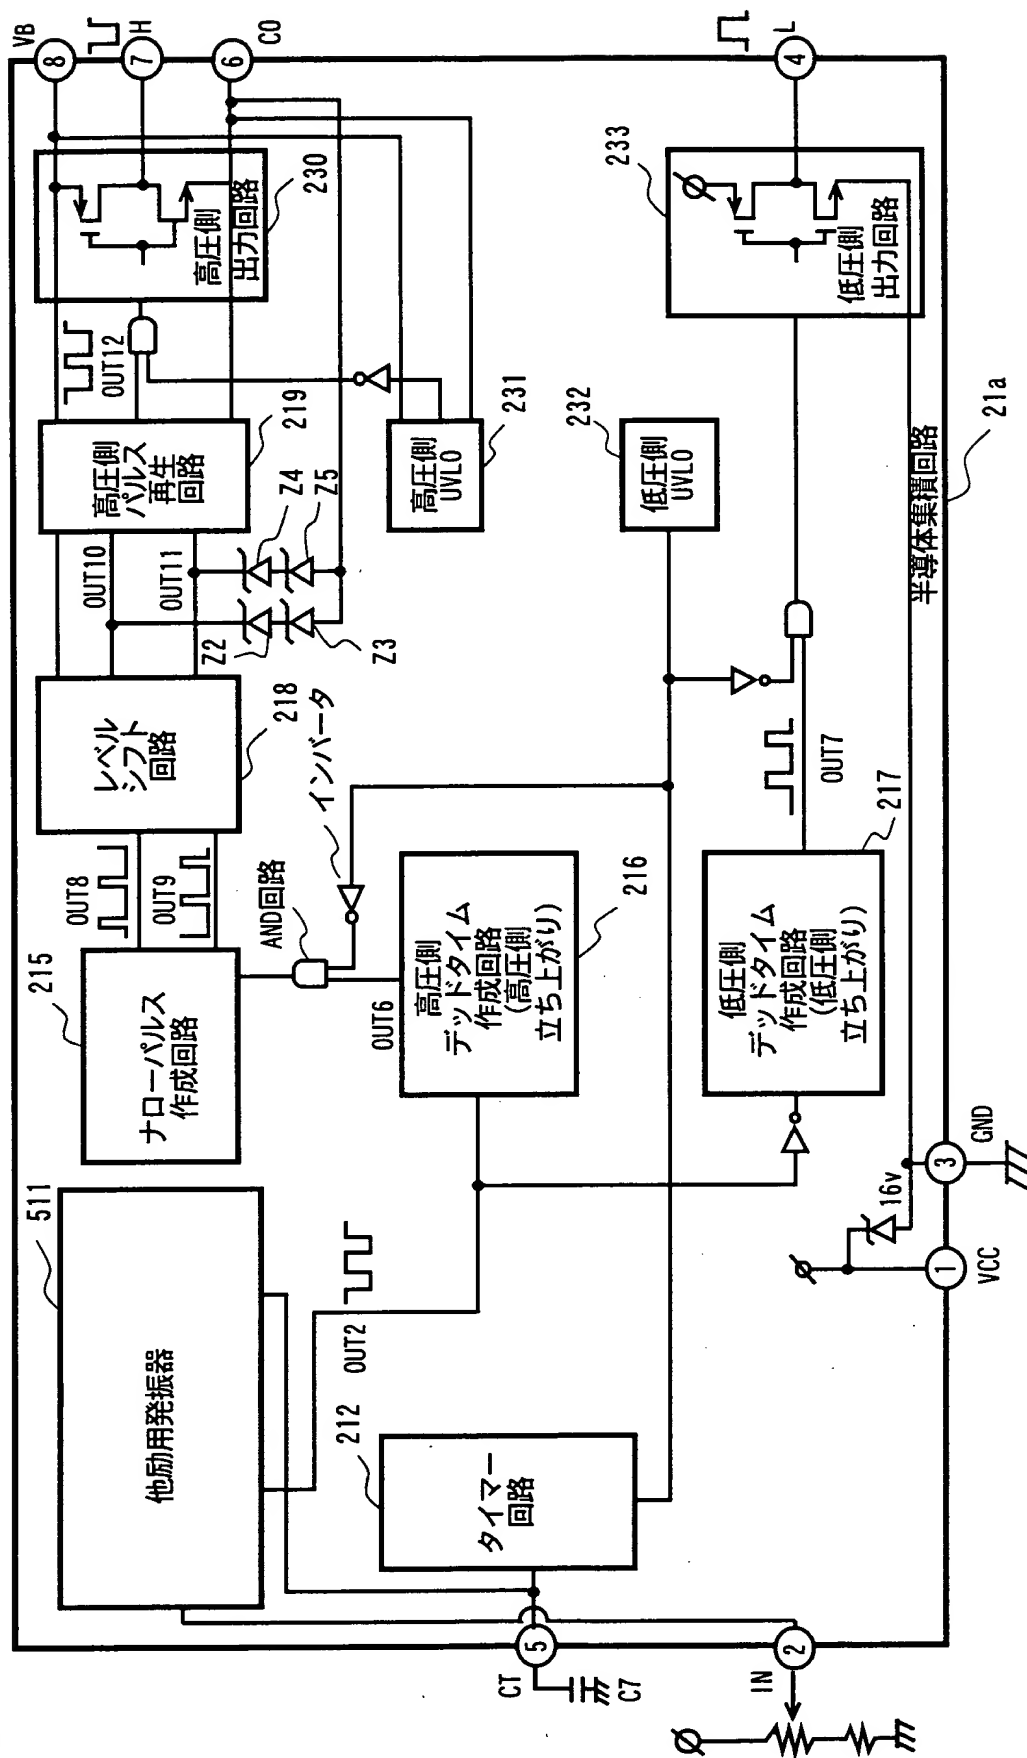 511
他励用発振器
215
ナローパルス
作成回路
OUT8
OUT9
レベル
シフト
回路
218
OUT10
OUT11
高圧側
パルス
再生
回路
219
OUT12
高圧側
出力回路
230
VB
8
H
7
CO
6
Z2
Z3
Z4
Z5
AND回路
インバータ
高圧側
UVLO
231
OUT2
OUT6
高圧側
デッドタイム
作成回路
(高圧側
立ち上がり)
216
212
タイマー
回路
低圧側
UVLO
232
233
低圧側
出力回路
L
4
OUT7
低圧側
デッドタイム
作成回路
(低圧側
立ち上がり)
217
CT
5
C7
IN
2
16v
1
VCC
3
GND
半導体集積回路
21a